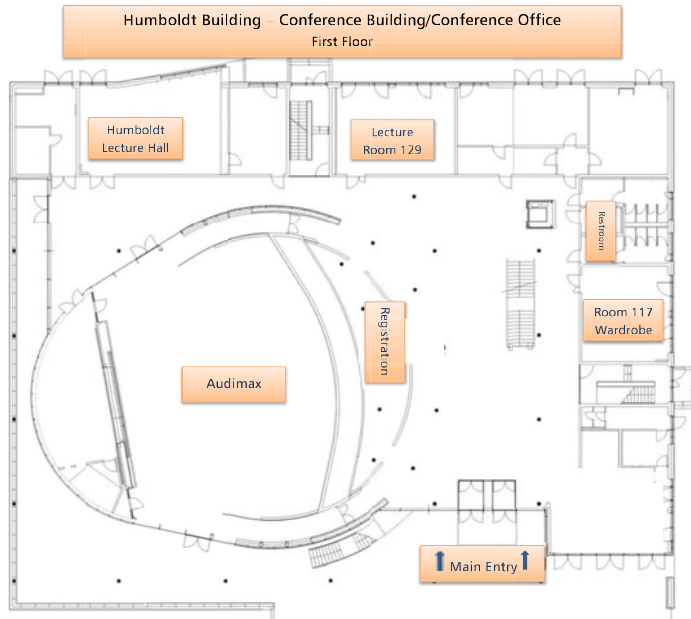 Humboldt Building – Conference Building/Conference Office
First Floor
Humboldt
Lecture Hall
Lecture
Room 129
Restroom
Registration
Room 117
Wardrobe
Audimax
Main Entry